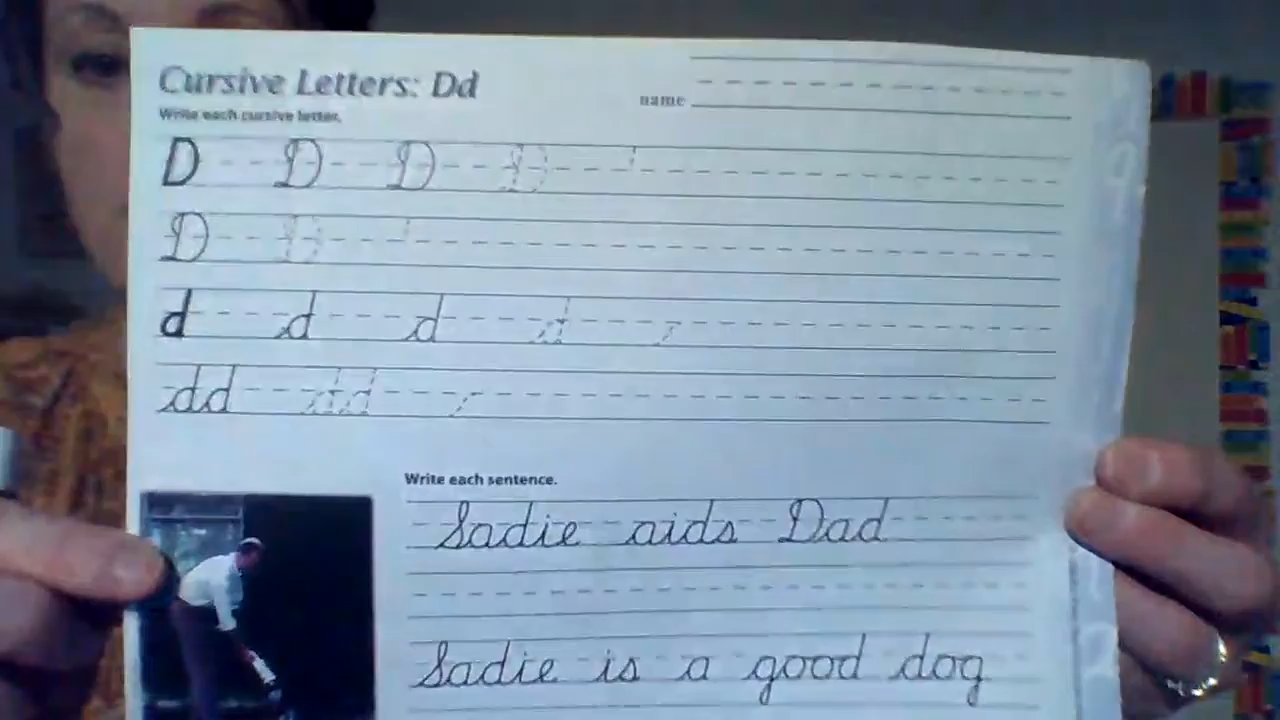 Cursive Letters: Dd
name
Write each cursive letter.
D D D D
D D
d d d d
dd dd
Write each sentence.
Sadie aids Dad
Sadie is a good dog